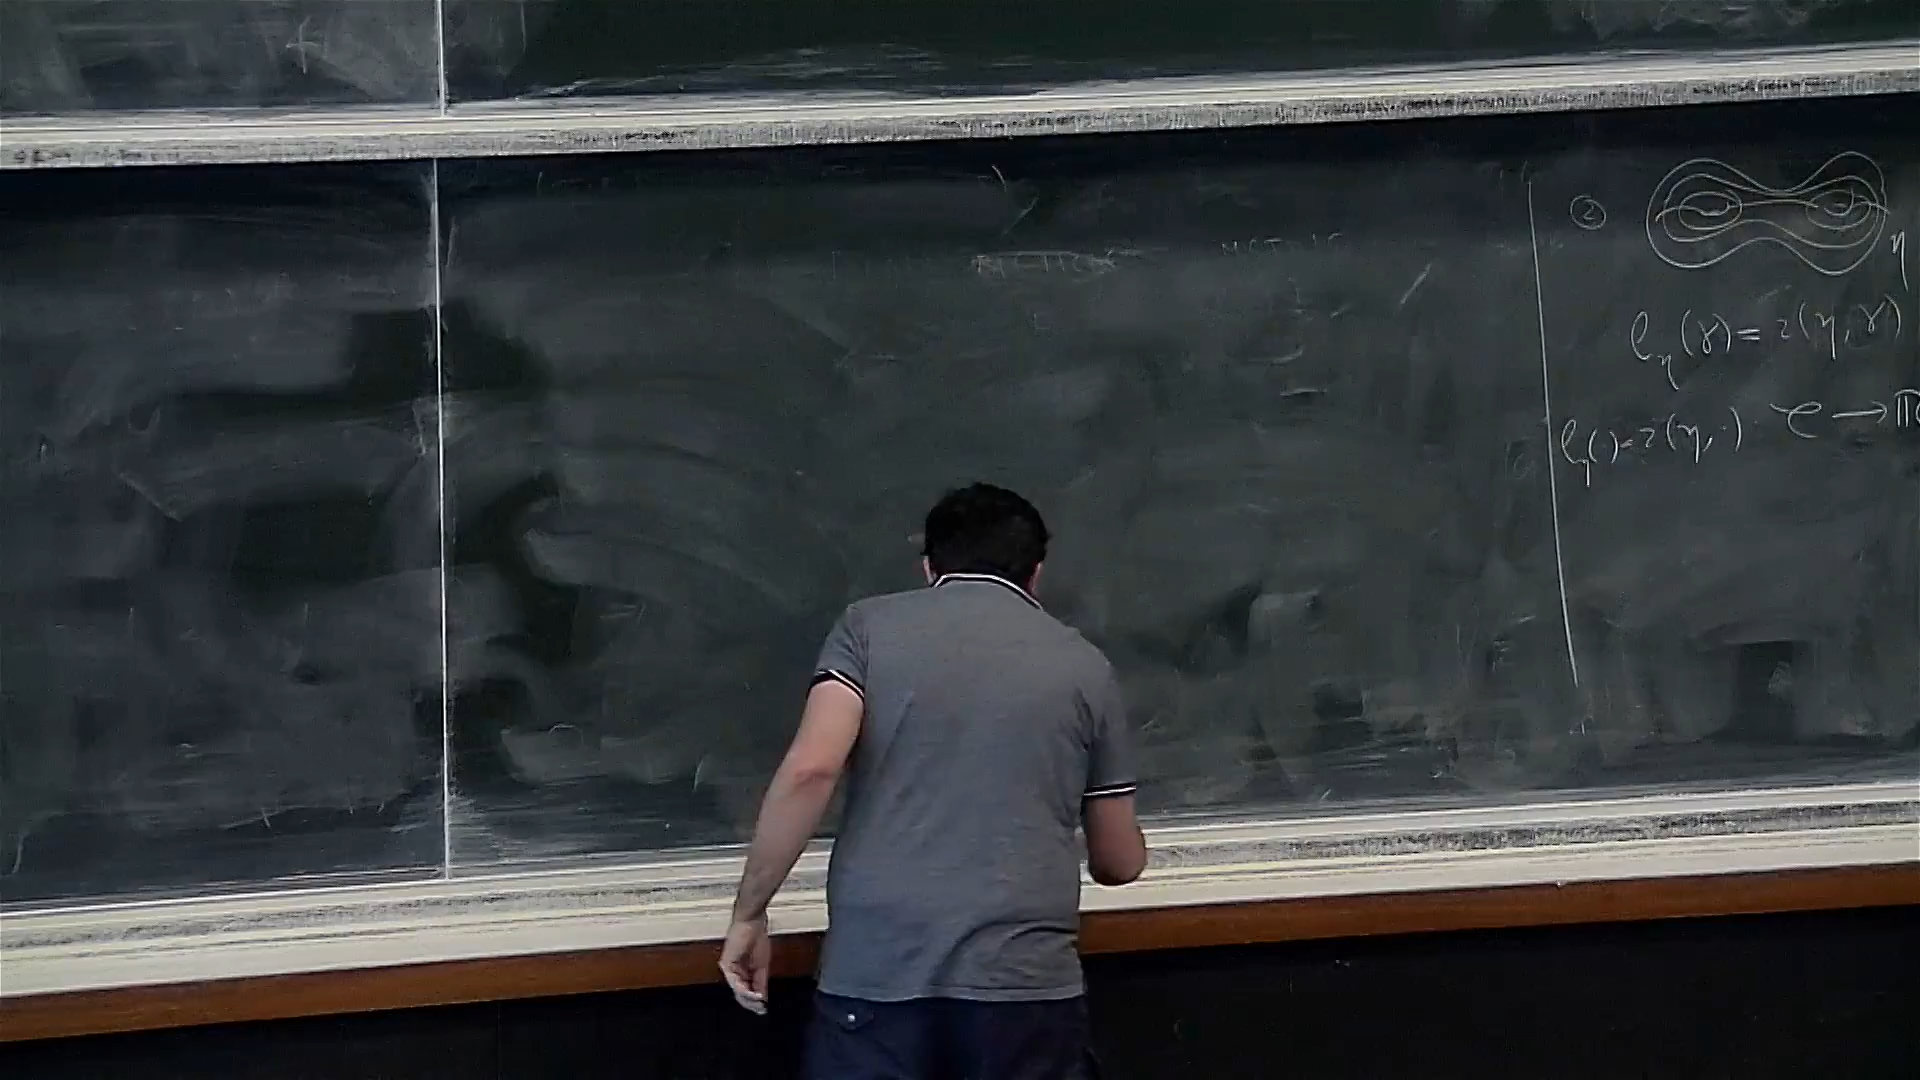 ②
η
ℓ_η(γ) = i(η, γ)
ℓ_η(·) = i(η, ·) 𝒞 → ℝ